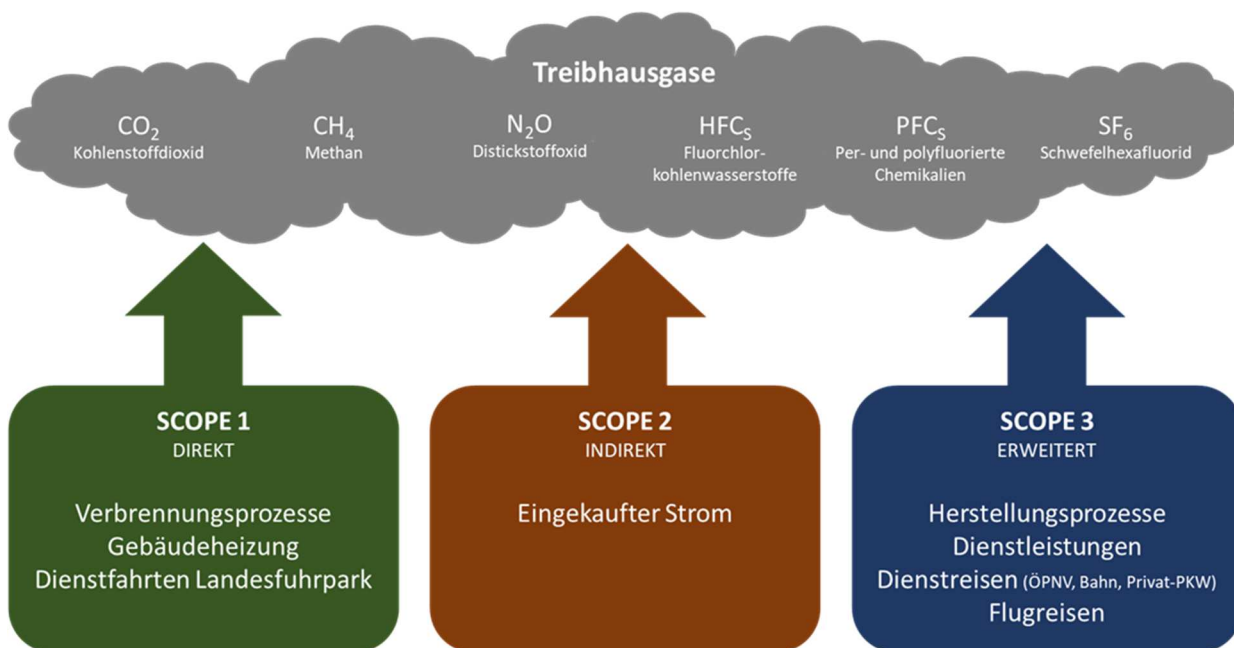 Treibhausgase
CO₂
Kohlenstoffdioxid
CH₄
Methan
N₂O
Distickstoffoxid
HFCₛ
Fluorchlor-
kohlenwasserstoffe
PFCₛ
Per- und polyfluorierte
Chemikalien
SF₆
Schwefelhexafluorid
SCOPE 1
DIREKT
Verbrennungsprozesse
Gebäudeheizung
Dienstfahrten Landesfuhrpark
SCOPE 2
INDIREKT
Eingekaufter Strom
SCOPE 3
ERWEITERT
Herstellungsprozesse
Dienstleistungen
Dienstreisen (ÖPNV, Bahn, Privat-PKW)
Flugreisen